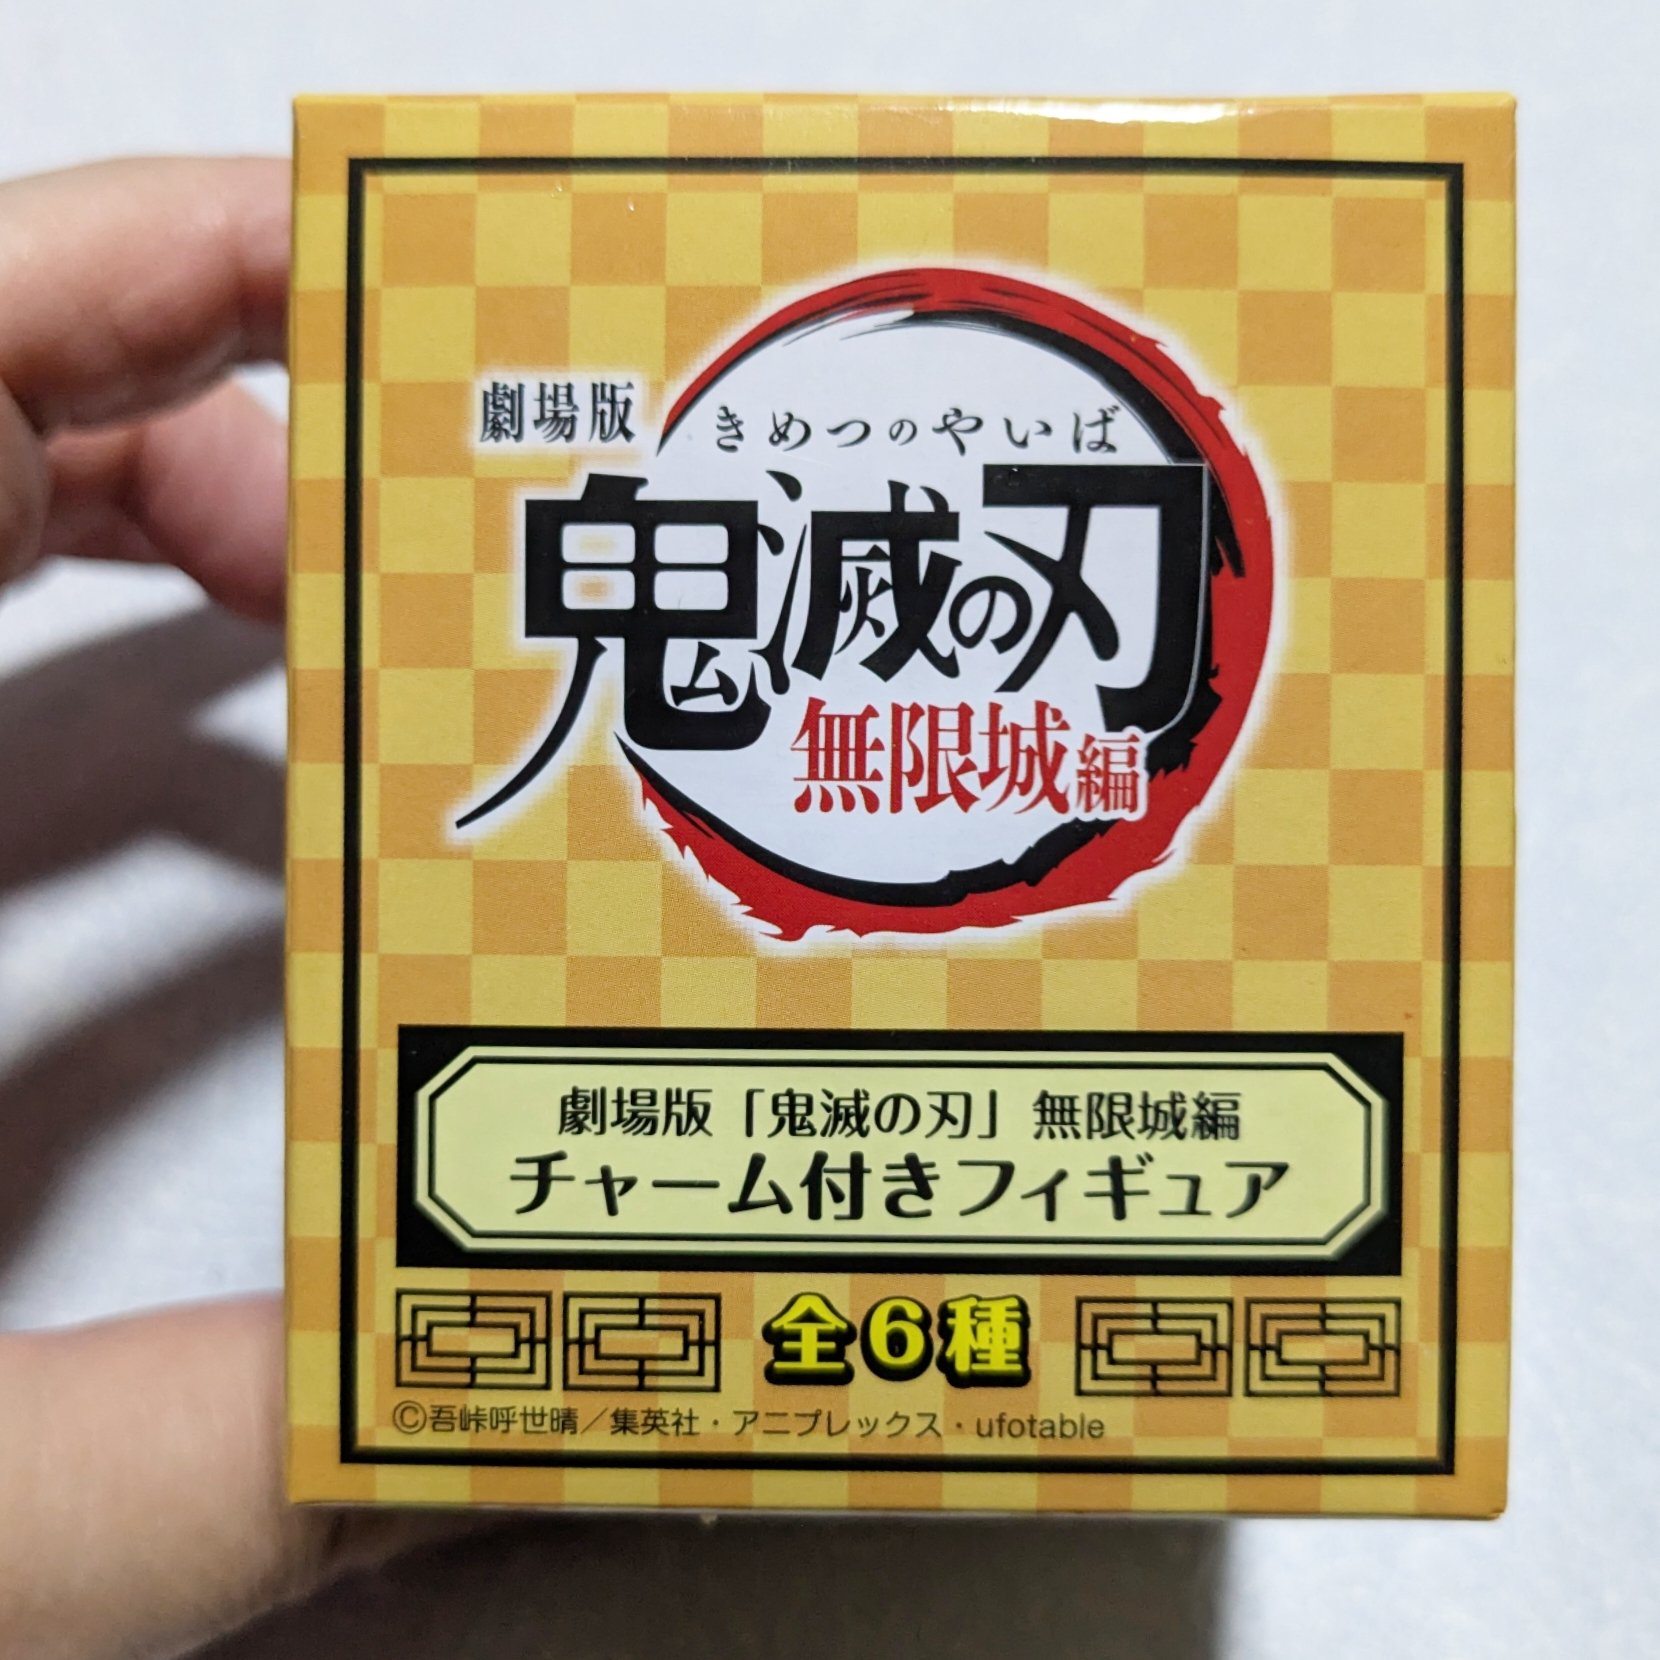 劇場版
きめつのやいば
鬼滅の刃
無限城編
劇場版「鬼滅の刃」無限城編
チャーム付きフィギュア
全6種
©吾峠呼世晴／集英社・アニプレックス・ufotable